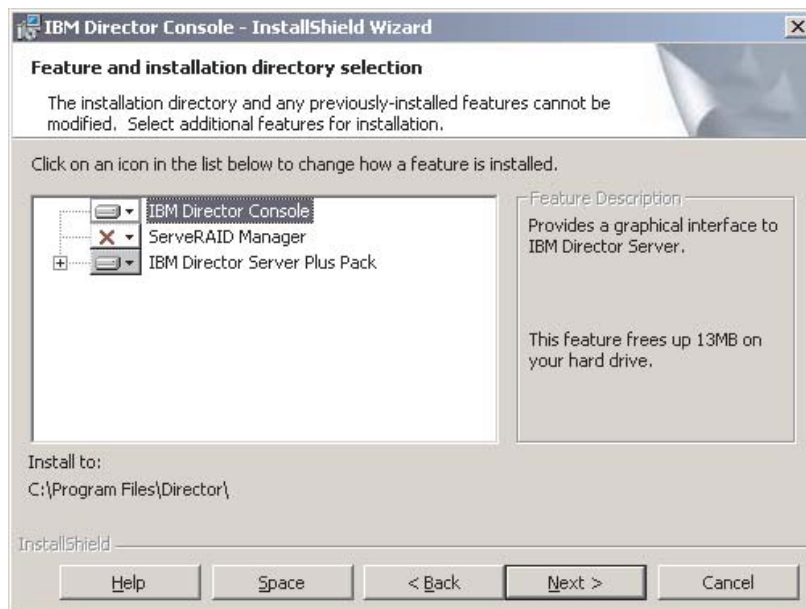 IBM Director Console - InstallShield Wizard
Feature and installation directory selection
The installation directory and any previously-installed features cannot be
modified. Select additional features for installation.
Click on an icon in the list below to change how a feature is installed.
IBM Director Console
ServeRAID Manager
IBM Director Server Plus Pack
Feature Description
Provides a graphical interface to
IBM Director Server.
This feature frees up 13MB on
your hard drive.
Install to:
C:\Program Files\Director\
InstallShield
Help
Space
< Back
Next >
Cancel